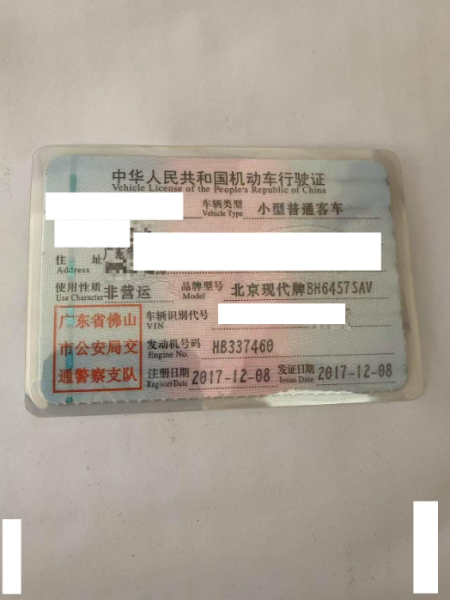 中华人民共和国机动车行驶证
Vehicle License of the People's Republic of China
车辆类型 小型普通客车
Vehicle Type
住 址 广东
Address
使用性质 非营运 品牌型号 北京现代牌BH6457SAV
Use Character Model
广东省佛山
市公安局交
通警察支队
车辆识别代号
VIN
发动机号码 HB337460
Engine No.
注册日期 2017-12-08 发证日期 2017-12-08
Register Date Issue Date